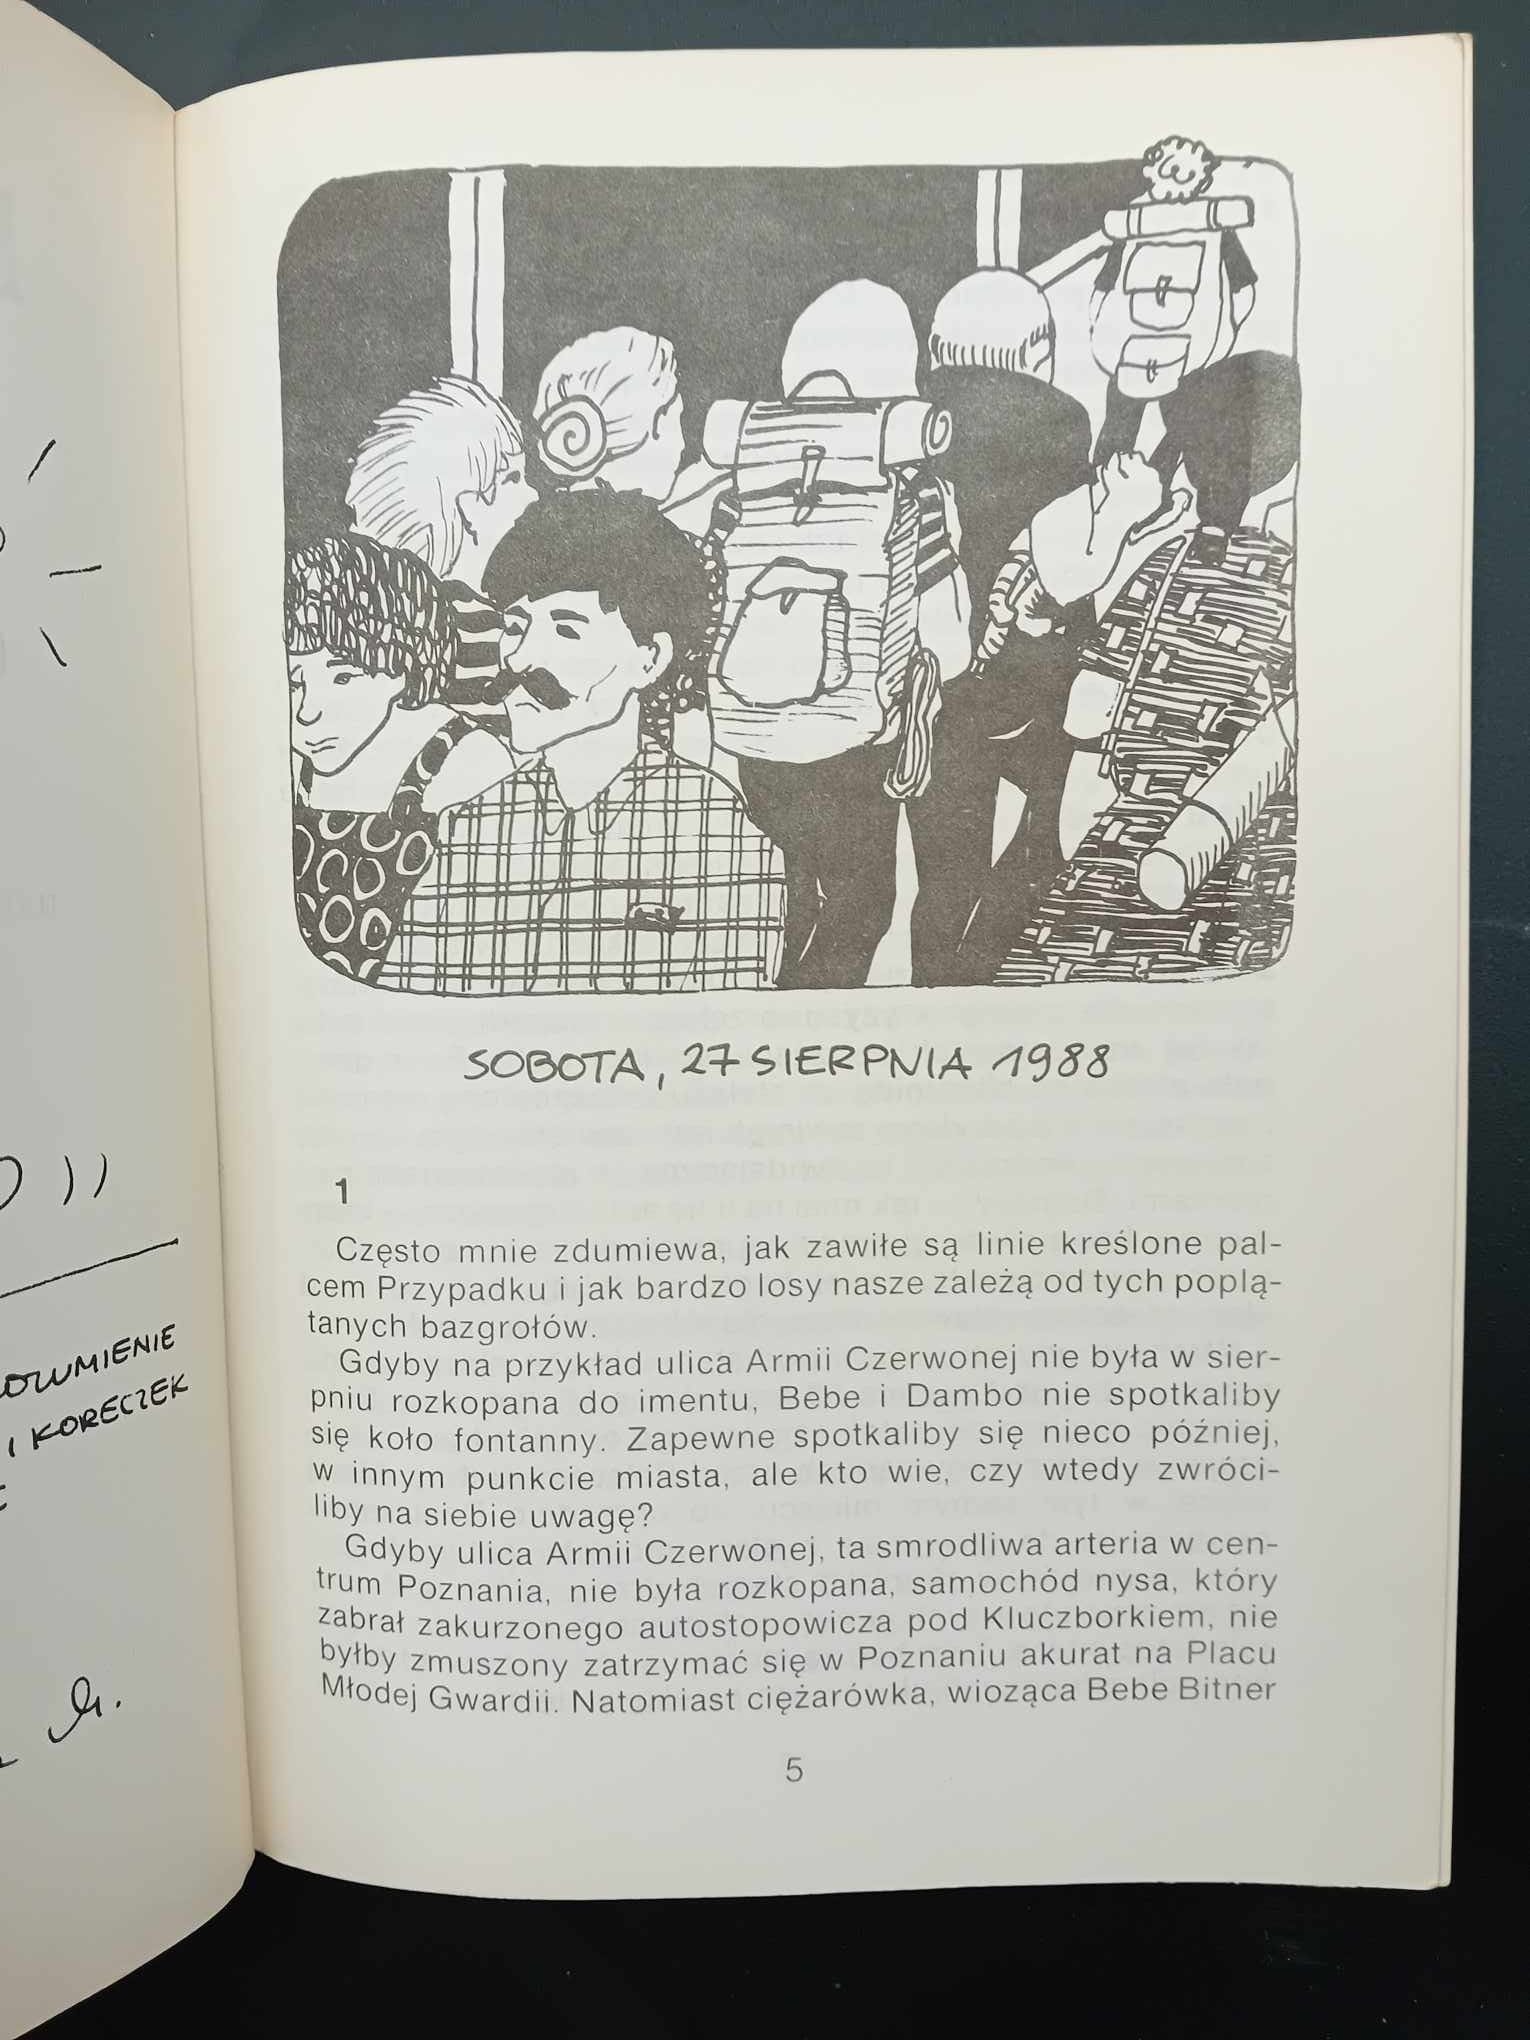 I KORECZEK
SOBOTA, 27 SIERPNIA 1988
1
Często mnie zdumiewa, jak zawiłe są linie kreślone pal-
cem Przypadku i jak bardzo losy nasze zależą od tych poplą-
tanych bazgrołów.
Gdyby na przykład ulica Armii Czerwonej nie była w sier-
pniu rozkopana do imentu, Bebe i Dambo nie spotkaliby
się koło fontanny. Zapewne spotkaliby się nieco później,
w innym punkcie miasta, ale kto wie, czy wtedy zwróci-
liby na siebie uwagę?
Gdyby ulica Armii Czerwonej, ta smrodliwa arteria w cen-
trum Poznania, nie była rozkopana, samochód nysa, który
zabrał zakurzonego autostopowicza pod Kluczborkiem, nie
byłby zmuszony zatrzymać się w Poznaniu akurat na Placu
Młodej Gwardii. Natomiast ciężarówka, wioząca Bebe Bitner
5